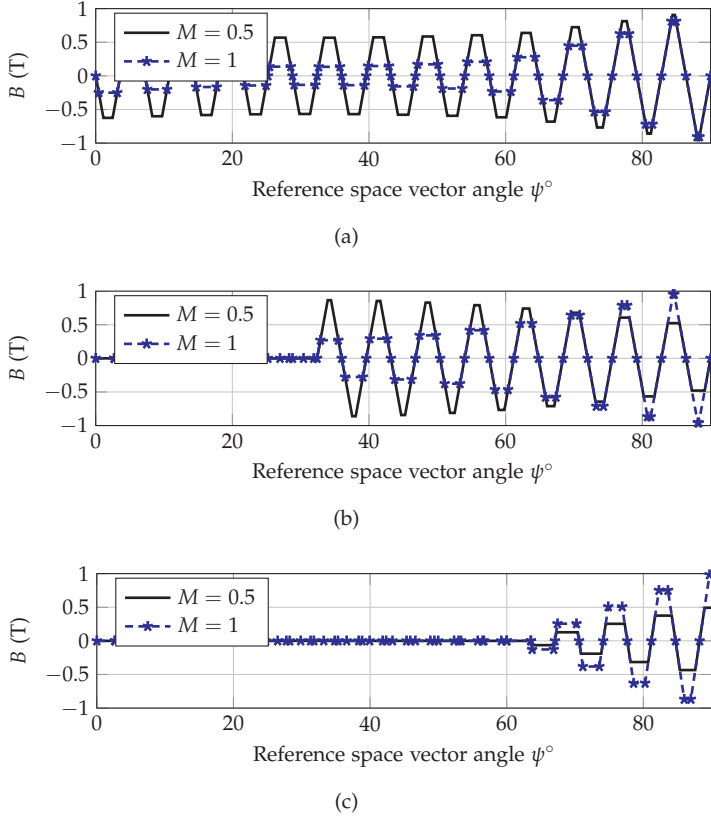 1
0.5
0
−0.5
−1
B (T)
M = 0.5
M = 1
0 20 40 60 80
Reference space vector angle ψ°
(a)
1
0.5
0
−0.5
−1
B (T)
M = 0.5
M = 1
0 20 40 60 80
Reference space vector angle ψ°
(b)
1
0.5
0
−0.5
−1
B (T)
M = 0.5
M = 1
0 20 40 60 80
Reference space vector angle ψ°
(c)